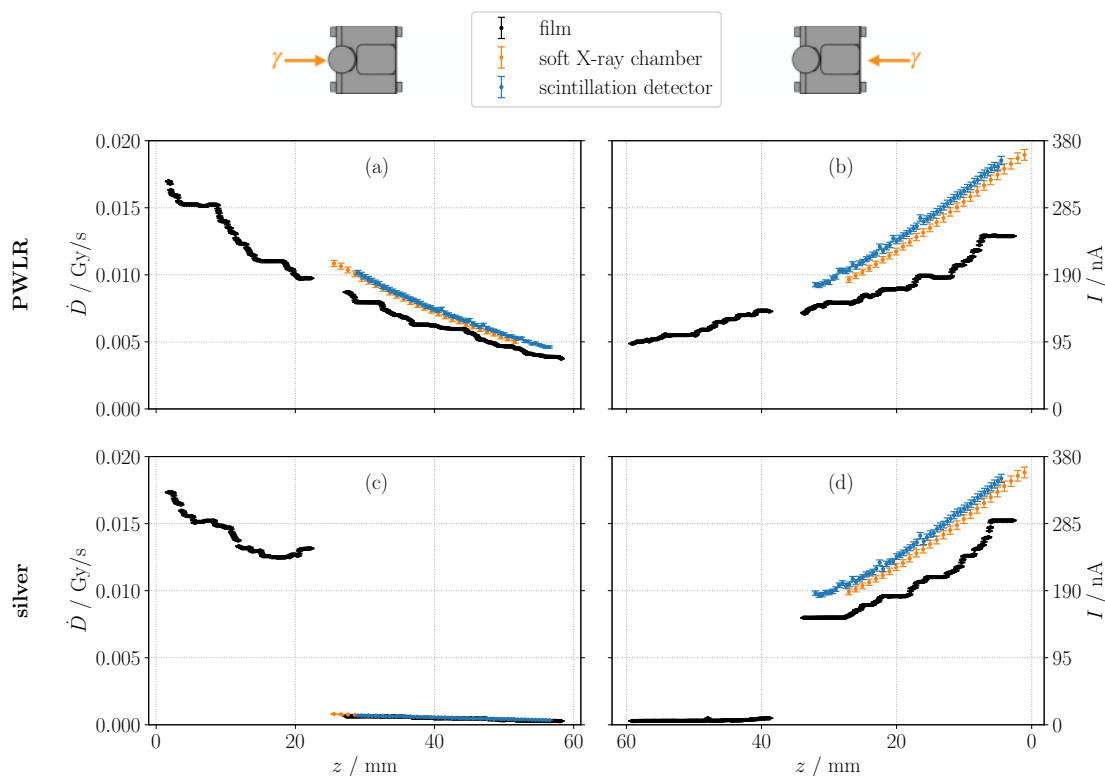 film
soft X-ray chamber
scintillation detector
γ
γ
PWLR
Ḋ / Gy/s
0.020
0.015
0.010
0.005
0.000
(a)
(b)
380
285
190
95
0
I / nA
silver
Ḋ / Gy/s
0.020
0.015
0.010
0.005
0.000
(c)
(d)
380
285
190
95
0
I / nA
0 20 40 60
60 40 20 0
z / mm
z / mm